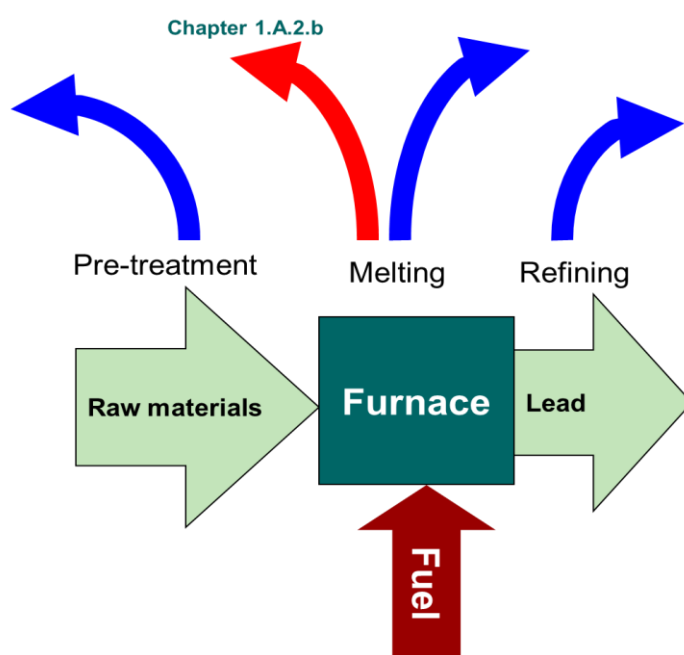 Chapter 1.A.2.b
Pre-treatment
Melting
Refining
Raw materials
Furnace
Lead
Fuel